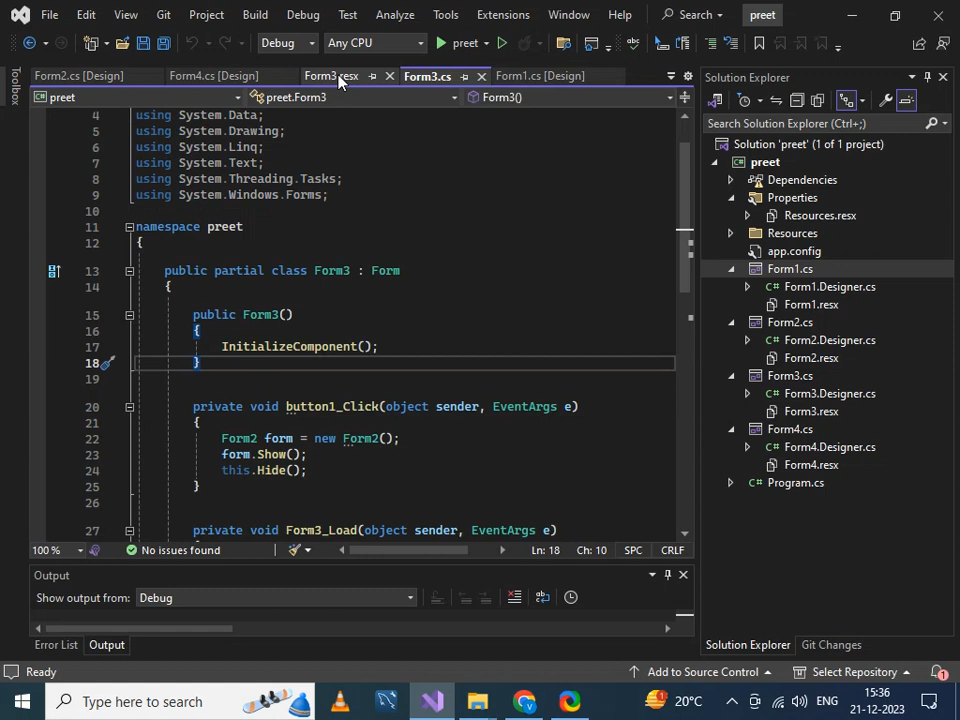 File Edit View Git Project Build Debug Test Analyze Tools Extensions Window Help Search preet
Debug Any CPU preet
Form2.cs [Design] Form4.cs [Design] Form3.resx Form3.cs Form1.cs [Design]
Toolbox
preet preet.Form3 Form3()
4 using System.Data;
5 using System.Drawing;
6 using System.Linq;
7 using System.Text;
8 using System.Threading.Tasks;
9 using System.Windows.Forms;
10
11 namespace preet
12 {
13 public partial class Form3 : Form
14 {
15 public Form3()
16 {
17 InitializeComponent();
18 }
19
20 private void button1_Click(object sender, EventArgs e)
21 {
22 Form2 form = new Form2();
23 form.Show();
24 this.Hide();
25 }
26
27 private void Form3_Load(object sender, EventArgs e)
100 % No issues found Ln: 18 Ch: 10 SPC CRLF
Output
Show output from: Debug
Error List Output
Solution Explorer
Search Solution Explorer (Ctrl+;)
Solution 'preet' (1 of 1 project)
preet
Dependencies
Properties
Resources.resx
Resources
app.config
Form1.cs
Form1.Designer.cs
Form1.resx
Form2.cs
Form2.Designer.cs
Form2.resx
Form3.cs
Form3.Designer.cs
Form3.resx
Form4.cs
Form4.Designer.cs
Form4.resx
Program.cs
Solution Explorer Git Changes
Ready Add to Source Control Select Repository 1
Type here to search 20°C ENG 15:36
21-12-2023